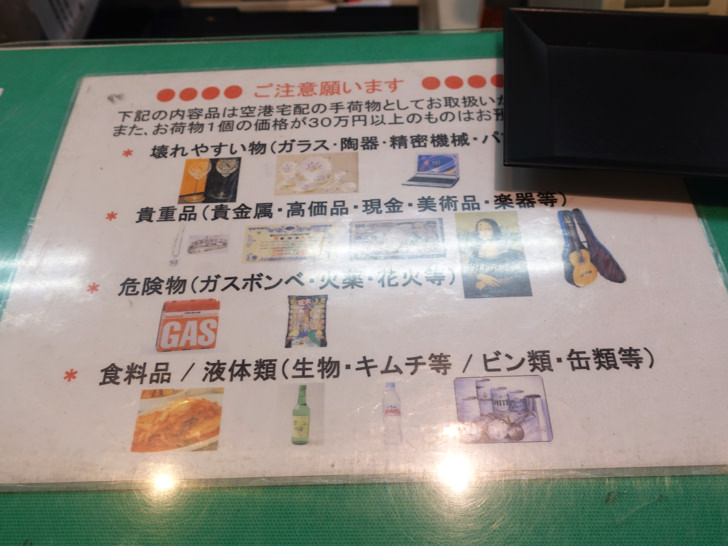 ●●●● ご注意願います ●●●●
下記の内容品は空港宅配の手荷物としてお取扱い
また、お荷物1個の価格が30万円以上のものはお
* 壊れやすい物(ガラス・陶器・精密機械・パ
* 貴重品(貴金属・高価品・現金・美術品・楽器等)
* 危険物(ガスボンベ・火薬・花火等)
GAS
* 食料品 / 液体類(生物・キムチ等 / ビン類・缶類等)